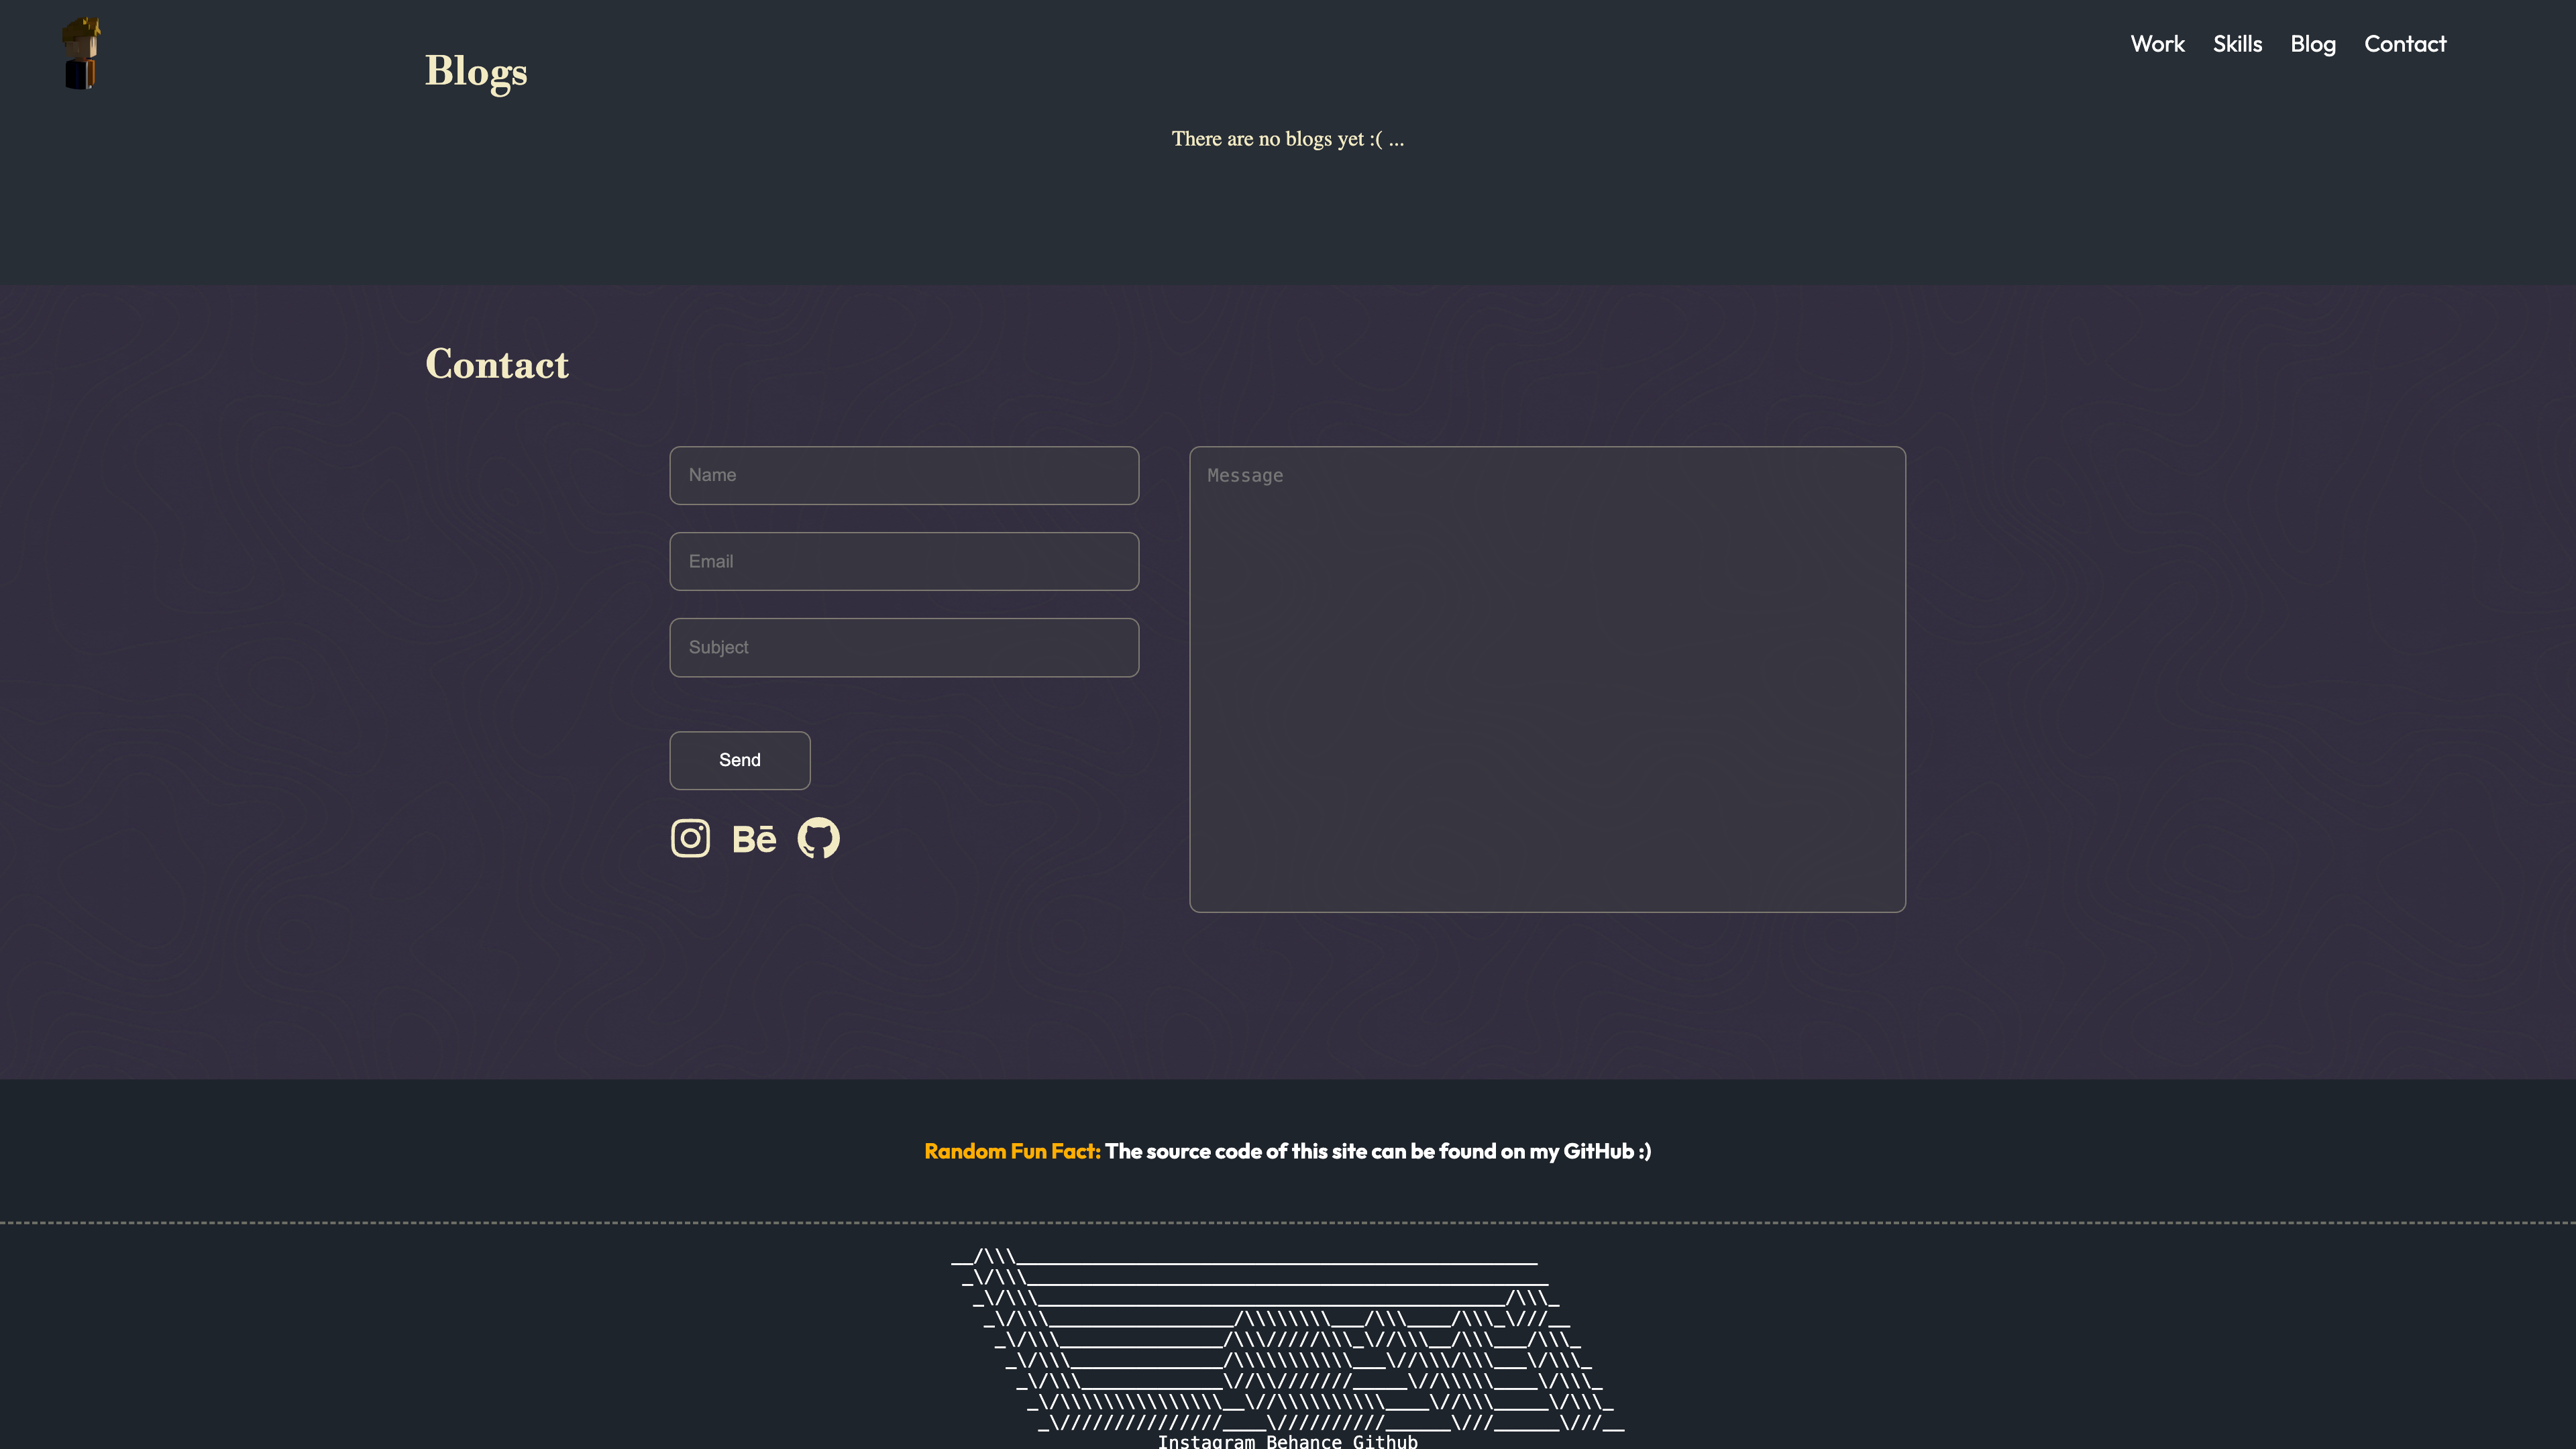 Work Skills Blog Contact
Blogs
There are no blogs yet :( ...
Contact
Name
Message
Email
Subject
Send
Bē
Random Fun Fact: The source code of this site can be found on my GitHub :)
Instagram Behance Github